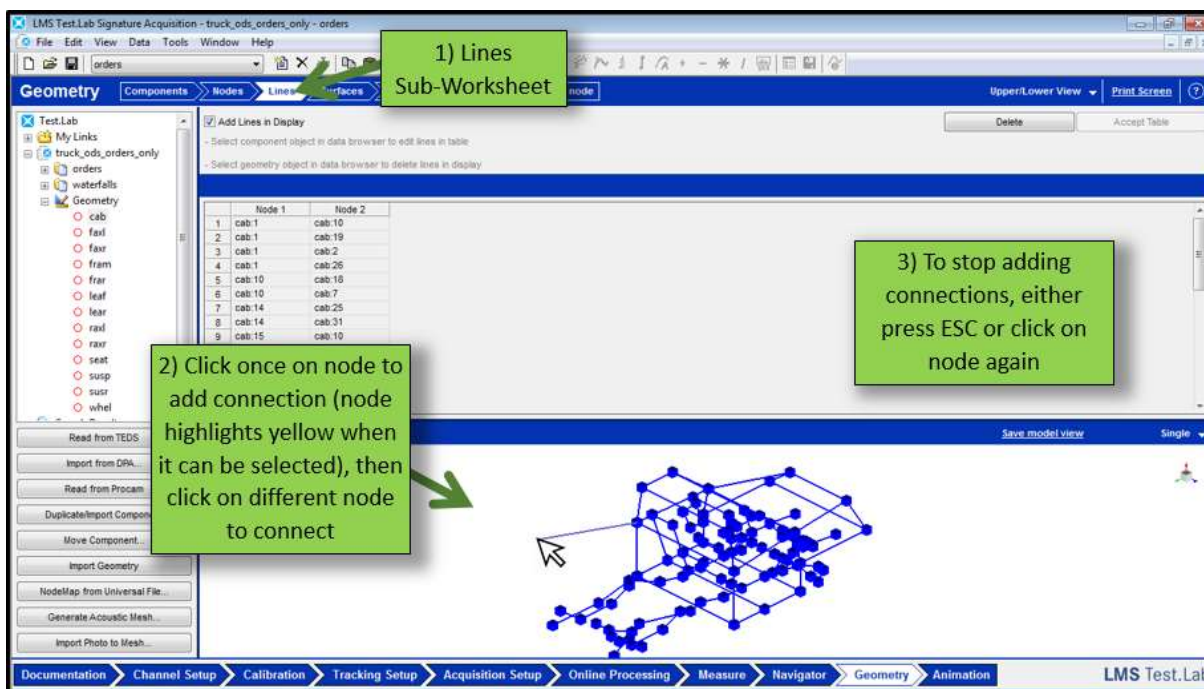 LMS Test.Lab Signature Acquisition - truck_ods_orders_only - orders
File Edit View Data Tools Window Help
orders
1) Lines
Sub-Worksheet
Geometry Components Nodes Lines Surfaces node Upper/Lower View Print Screen
Test.Lab
My Links
truck_ods_orders_only
orders
waterfalls
Geometry
cab
faxl
faxr
fram
frar
leaf
lear
raxl
raxr
seat
susp
susr
whel
Add Lines in Display
- Select component object in data browser to edit lines in table
- Select geometry object in data browser to delete lines in display
Delete Accept Table
Node 1 Node 2
1 cab:1 cab:10
2 cab:1 cab:19
3 cab:1 cab:2
4 cab:1 cab:26
5 cab:10 cab:18
6 cab:10 cab:7
7 cab:14 cab:25
8 cab:14 cab:31
9 cab:15 cab:10
3) To stop adding
connections, either
press ESC or click on
node again
2) Click once on node to
add connection (node
highlights yellow when
it can be selected), then
click on different node
to connect
Read from TEDS
Import from DPA...
Read from Procam
Duplicate/Import
Move Component...
Import Geometry
NodeMap from Universal File...
Generate Acoustic Mesh...
Import Photo to Mesh...
Save model view Single
Documentation Channel Setup Calibration Tracking Setup Acquisition Setup Online Processing Measure Navigator Geometry Animation LMS Test.Lab